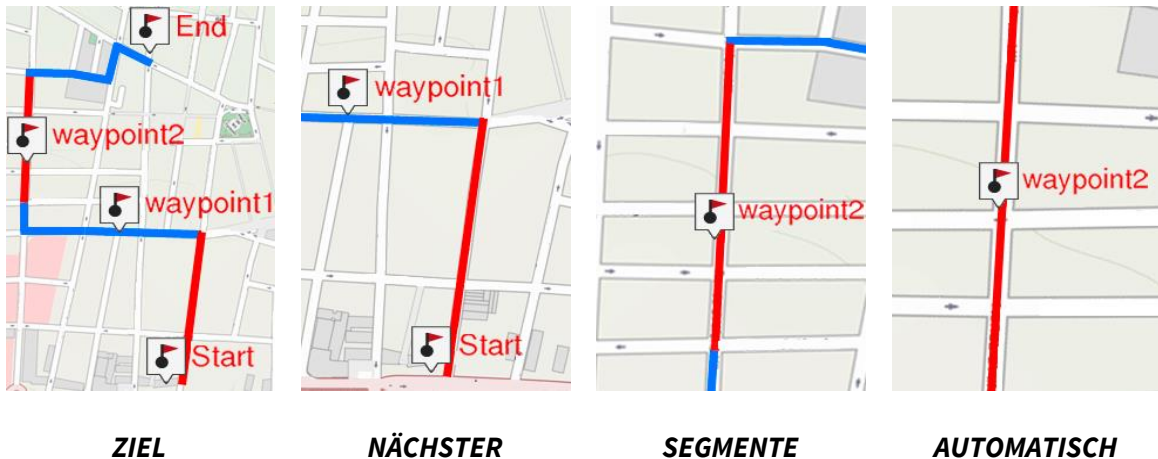 End
waypoint2
waypoint1
Start
waypoint1
Start
waypoint2
waypoint2
ZIEL
NÄCHSTER
SEGMENTE
AUTOMATISCH